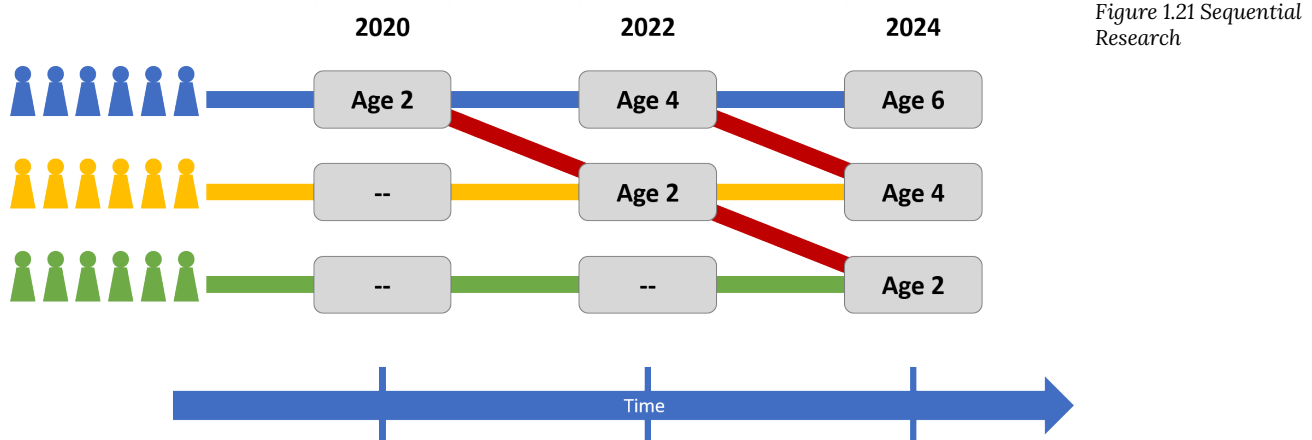 2020 2022 2024
Figure 1.21 Sequential
Research
Age 2 Age 4 Age 6
-- Age 2 Age 4
-- -- Age 2
Time